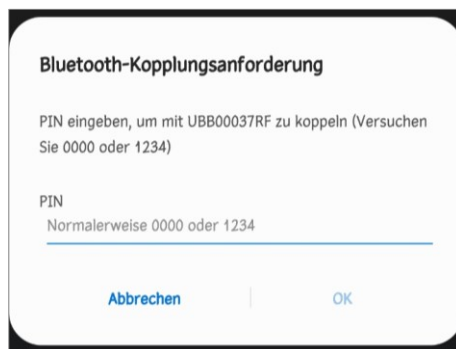 Bluetooth-Kopplungsanforderung
PIN eingeben, um mit UBB00037RF zu koppeln (Versuchen
Sie 0000 oder 1234)
PIN
Normalerweise 0000 oder 1234
Abbrechen
OK